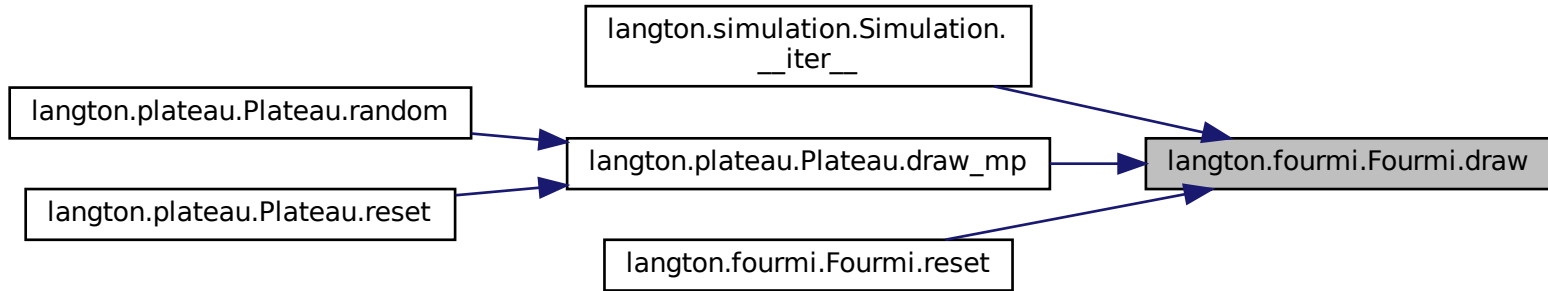 langton.simulation.Simulation.
__iter__
langton.plateau.Plateau.random
langton.plateau.Plateau.draw_mp
langton.fourmi.Fourmi.draw
langton.plateau.Plateau.reset
langton.fourmi.Fourmi.reset